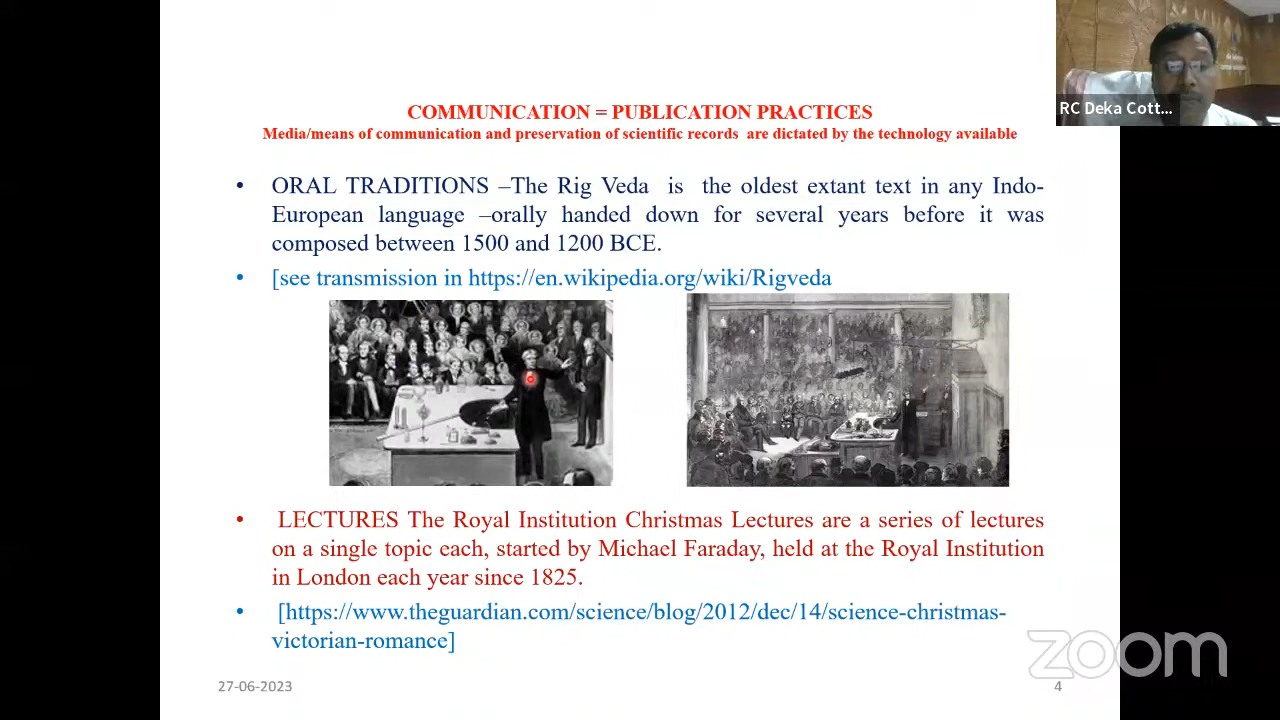 RC Deka Cott...
COMMUNICATION = PUBLICATION PRACTICES
Media/means of communication and preservation of scientific records are dictated by the technology available
• ORAL TRADITIONS –The Rig Veda is the oldest extant text in any Indo-
European language –orally handed down for several years before it was
composed between 1500 and 1200 BCE.
• [see transmission in https://en.wikipedia.org/wiki/Rigveda
• LECTURES The Royal Institution Christmas Lectures are a series of lectures
on a single topic each, started by Michael Faraday, held at the Royal Institution
in London each year since 1825.
• [https://www.theguardian.com/science/blog/2012/dec/14/science-christmas-
victorian-romance]
zoom
27-06-2023
4